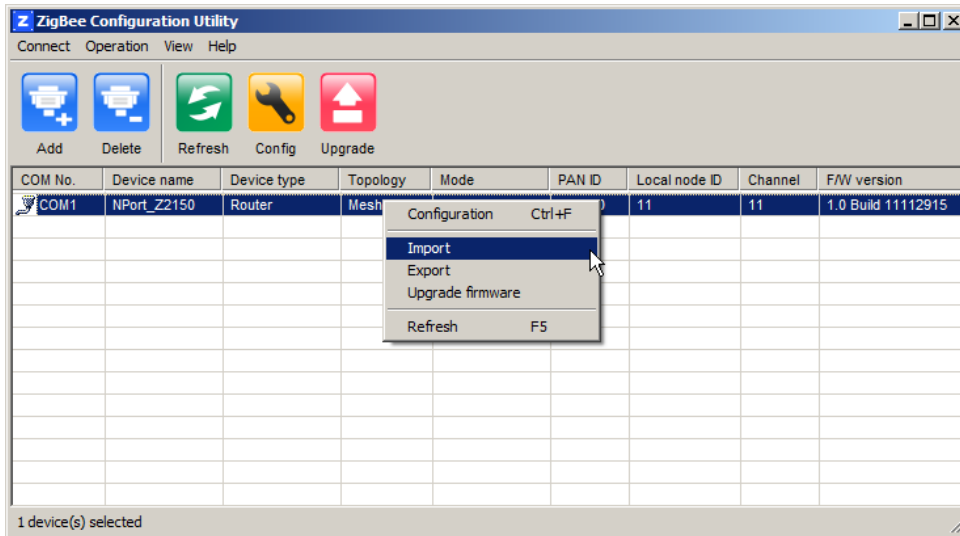 Z ZigBee Configuration Utility
Connect Operation View Help
Add Delete Refresh Config Upgrade
COM No. Device name Device type Topology Mode PAN ID Local node ID Channel F/W version
COM1 NPort_Z2150 Router Mesh 11 11 1.0 Build 11112915
Configuration Ctrl+F
Import
Export
Upgrade firmware
Refresh F5
1 device(s) selected